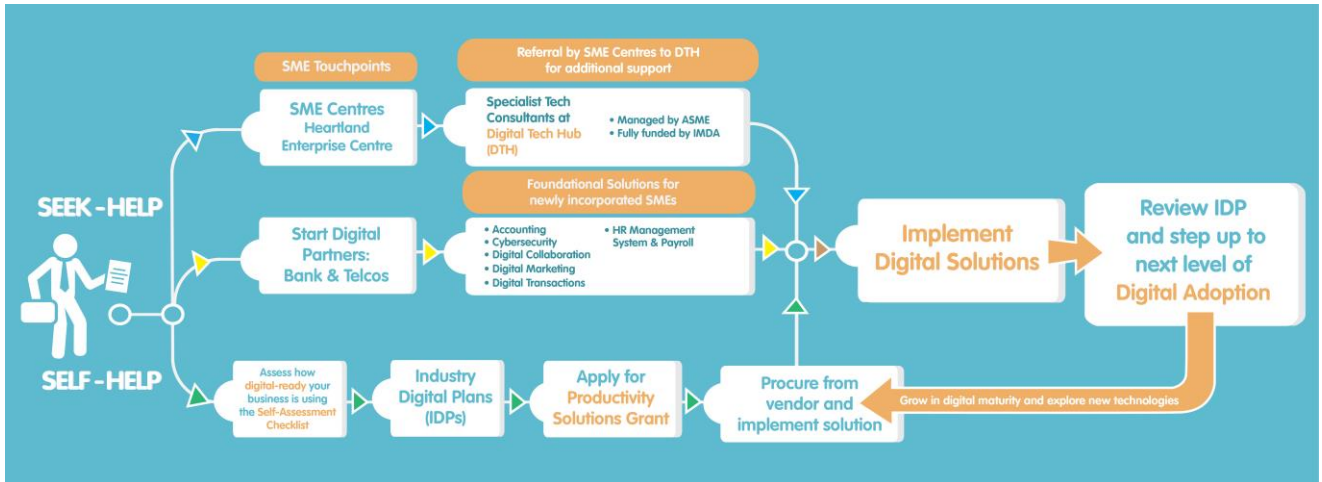 SME Touchpoints
Referral by SME Centres to DTH
for additional support
SME Centres
Heartland
Enterprise Centre
Specialist Tech
Consultants at
Digital Tech Hub
(DTH)
• Managed by ASME
• Fully funded by IMDA
SEEK-HELP
Foundational Solutions for
newly incorporated SMEs
Start Digital
Partners:
Bank & Telcos
• Accounting
• Cybersecurity
• Digital Collaboration
• Digital Marketing
• Digital Transactions
• HR Management
System & Payroll
Implement
Digital Solutions
Review IDP
and step up to
next level of
Digital Adoption
SELF-HELP
Assess how
digital-ready your
business is using
the Self-Assessment
Checklist
Industry
Digital Plans
(IDPs)
Apply for
Productivity
Solutions Grant
Procure from
vendor and
implement solution
Grow in digital maturity and explore new technologies